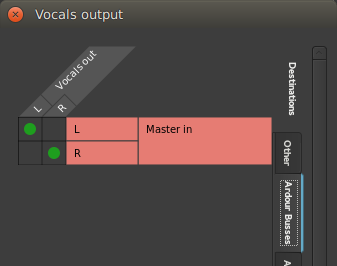 Vocals output
Vocals out
L
R
L
R
Master in
Destinations
Other
Ardour Busses
A